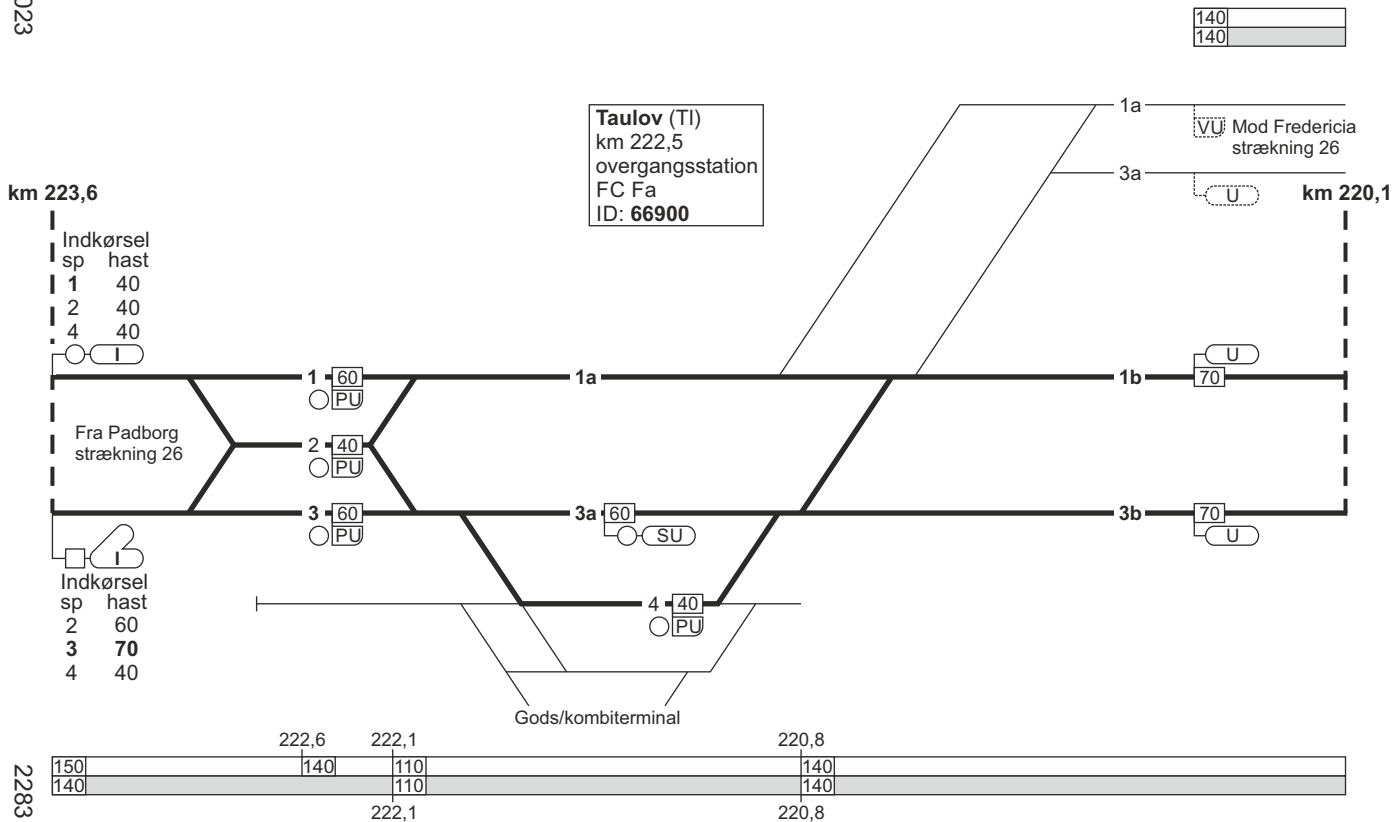 023
140
140
Taulov (Tl)
km 222,5
overgangsstation
FC Fa
ID: 66900
1a
VU Mod Fredericia
strækning 26
3a
U
km 223,6
km 220,1
Indkørsel
sp hast
1 40
2 40
4 40
I
U
1 60
1a
1b
70
PU
Fra Padborg
strækning 26
2 40
PU
3 60
3a 60
3b
70
PU
SU
U
I
Indkørsel
sp hast
2 60
3 70
4 40
4 40
PU
Gods/kombiterminal
222,6 222,1 220,8
150 140 110 140
140 110 140
222,1 220,8
2283